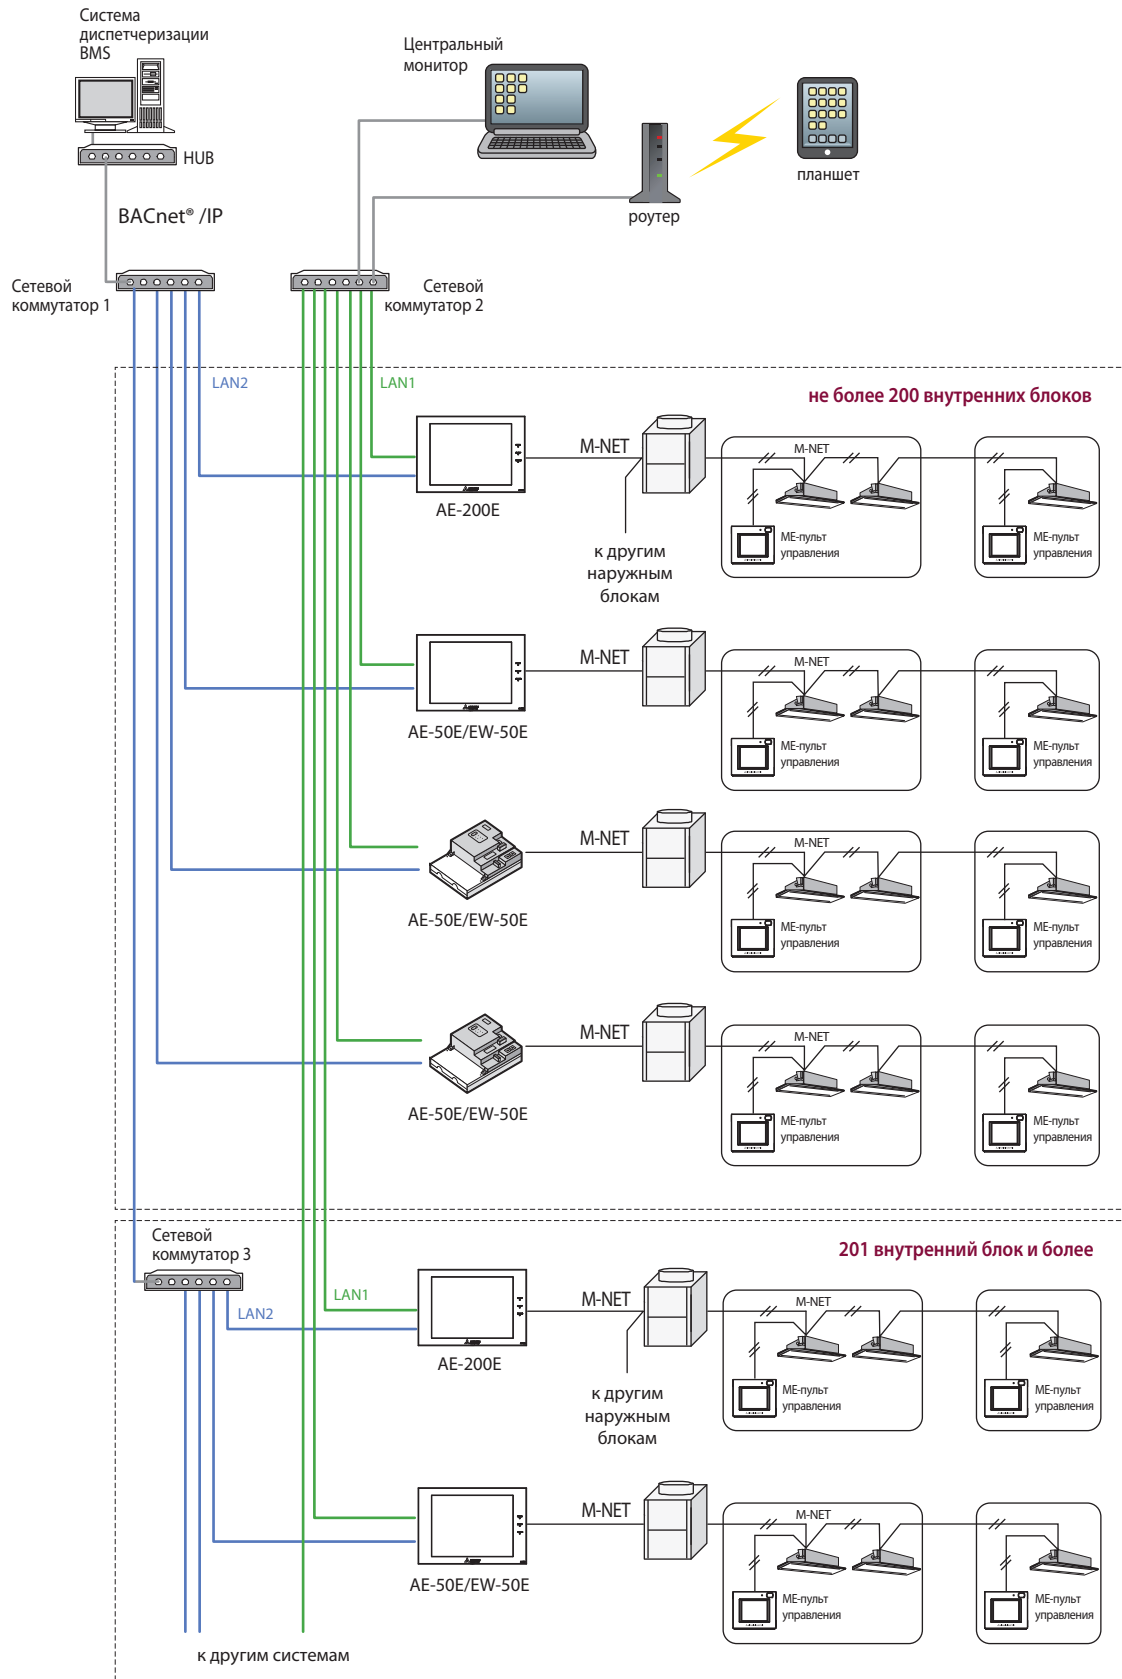 Система
диспетчеризации
BMS
HUB
Центральный
монитор
роутер
планшет
BACnet® /IP
Сетевой
коммутатор 1
Сетевой
коммутатор 2
LAN2
LAN1
не более 200 внутренних блоков
AE-200E
M-NET
к другим
наружным
блокам
M-NET
ME-пульт
управления
ME-пульт
управления
AE-50E/EW-50E
M-NET
M-NET
ME-пульт
управления
ME-пульт
управления
AE-50E/EW-50E
M-NET
M-NET
ME-пульт
управления
ME-пульт
управления
AE-50E/EW-50E
M-NET
M-NET
ME-пульт
управления
ME-пульт
управления
Сетевой
коммутатор 3
201 внутренний блок и более
LAN2
LAN1
AE-200E
M-NET
к другим
наружным
блокам
M-NET
ME-пульт
управления
ME-пульт
управления
AE-50E/EW-50E
M-NET
M-NET
ME-пульт
управления
ME-пульт
управления
к другим системам